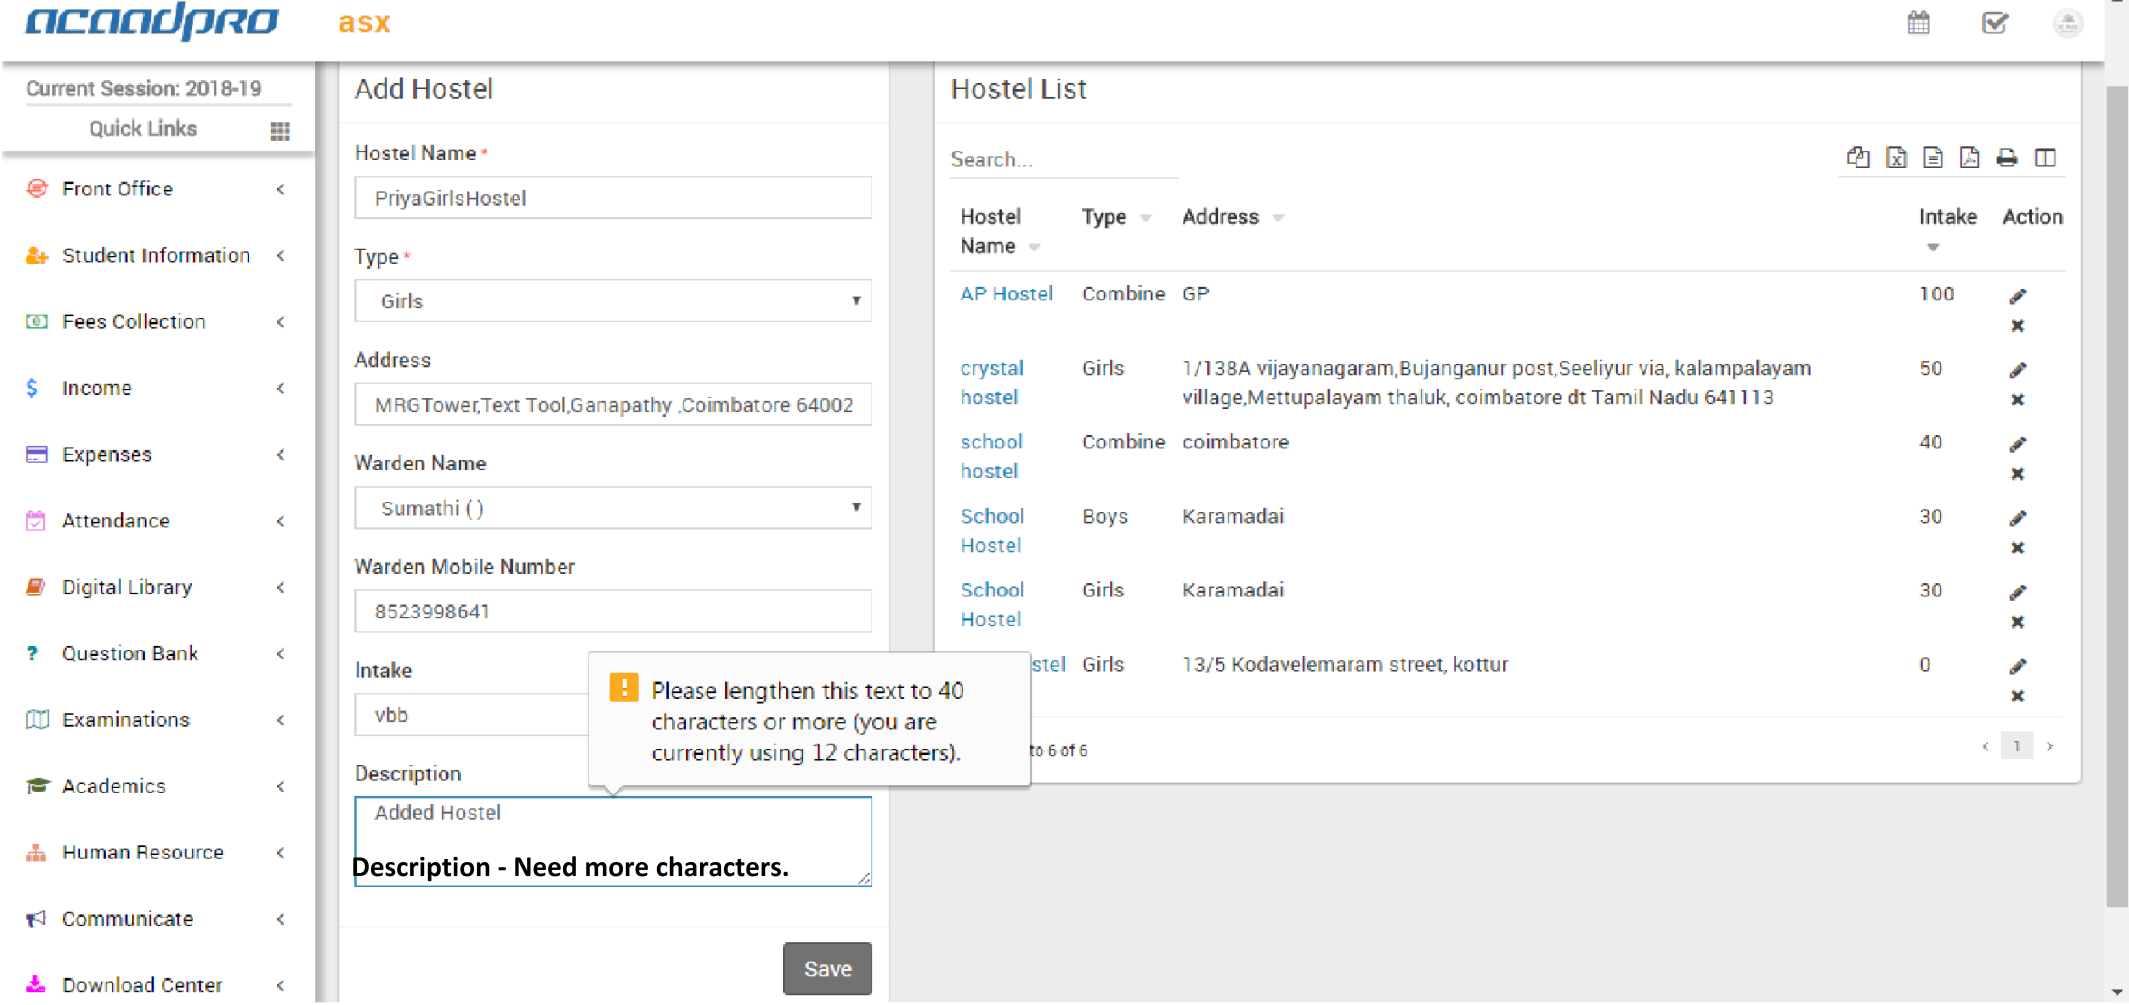 acaadpro
asx
Current Session: 2018-19
Quick Links
Front Office
Student Information
Fees Collection
Income
Expenses
Attendance
Digital Library
Question Bank
Examinations
Academics
Human Resource
Communicate
Download Center
Add Hostel
Hostel Name *
PriyaGirlsHostel
Type *
Girls
Address
MRGTower,Text Tool,Ganapathy ,Coimbatore 64002
Warden Name
Sumathi ( )
Warden Mobile Number
8523998641
Intake
vbb
Please lengthen this text to 40
characters or more (you are
currently using 12 characters).
Description
Added Hostel
Description - Need more characters.
Save
Hostel List
Search...
Hostel Name Type Address Intake Action
AP Hostel Combine GP 100
crystal hostel Girls 1/138A vijayanagaram,Bujanganur post,Seeliyur via, kalampalayam 50
village,Mettupalayam thaluk, coimbatore dt Tamil Nadu 641113
school hostel Combine coimbatore 40
School Hostel Boys Karamadai 30
School Hostel Girls Karamadai 30
stel Girls 13/5 Kodavelemaram street, kottur 0
to 6 of 6
‹ 1 ›